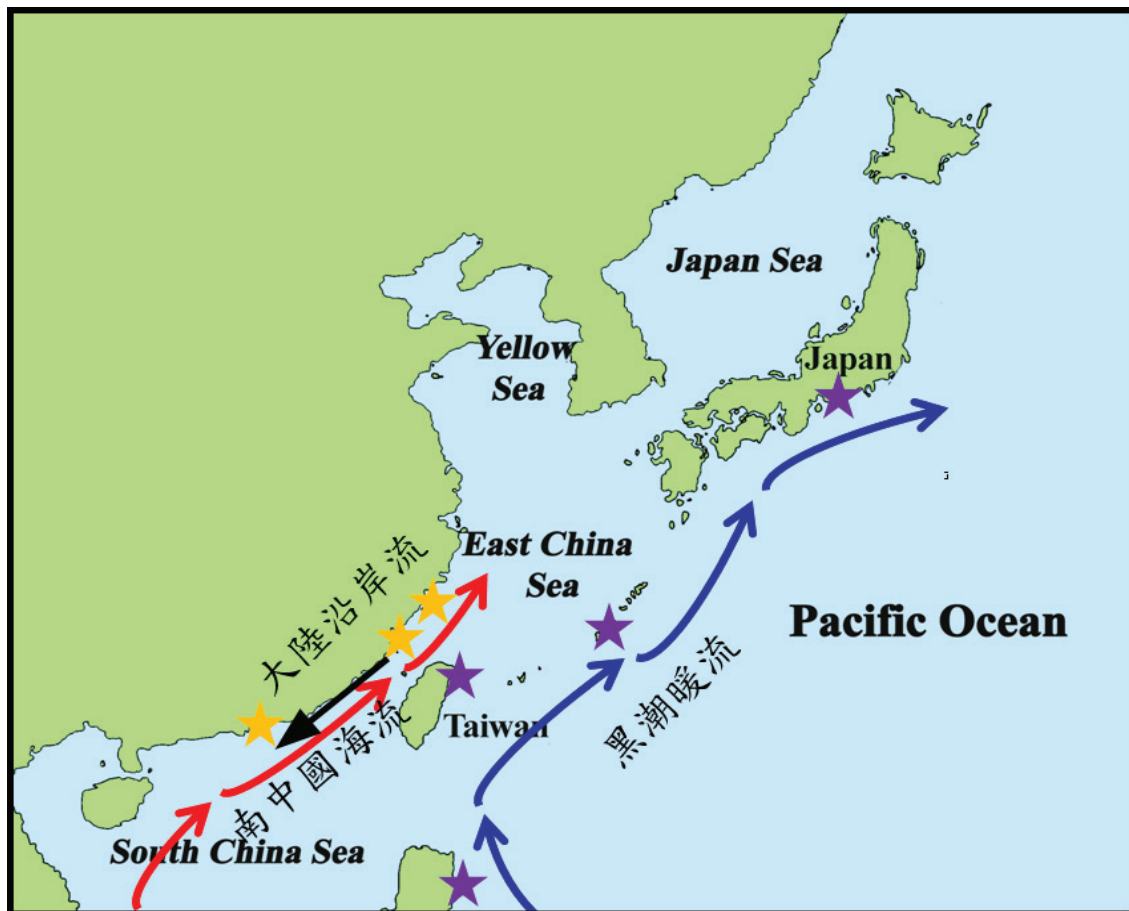 Japan Sea
Yellow
Sea
Japan
East China
Sea
Pacific Ocean
大陸沿岸流
Taiwan
黑潮暖流
南中國海流
South China Sea